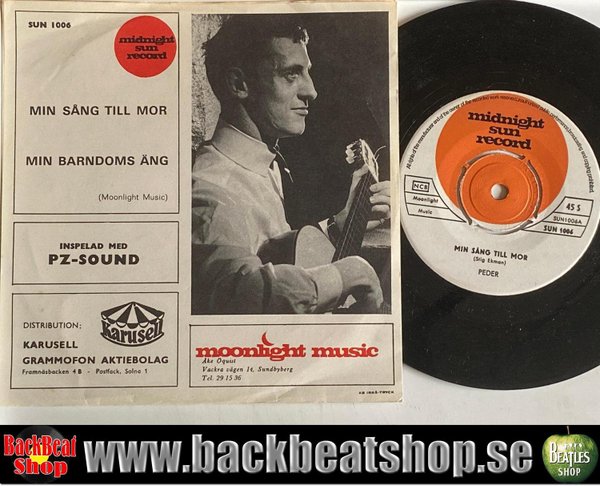 SUN 1006
midnight
sun
record
MIN SÅNG TILL MOR
MIN BARNDOMS ÄNG
(Moonlight Music)
INSPELAD MED
PZ-SOUND
DISTRIBUTION;
Karusell
KARUSELL
GRAMMOFON AKTIEBOLAG
Framnäsbacken 4 B - Postfack, Solna 1
moonlight music
Åke Öquist
Vackra vägen 14, Sundbyberg
Tel. 29 15 36
midnight
sun
record
NCB
Moonlight
Music
45 S
SUN1006A
SUN 1006
MIN SÅNG TILL MOR
(Stig Ekman)
PEDER
BackBeat
Shop
www.backbeatshop.se
BEATLES
SHOP